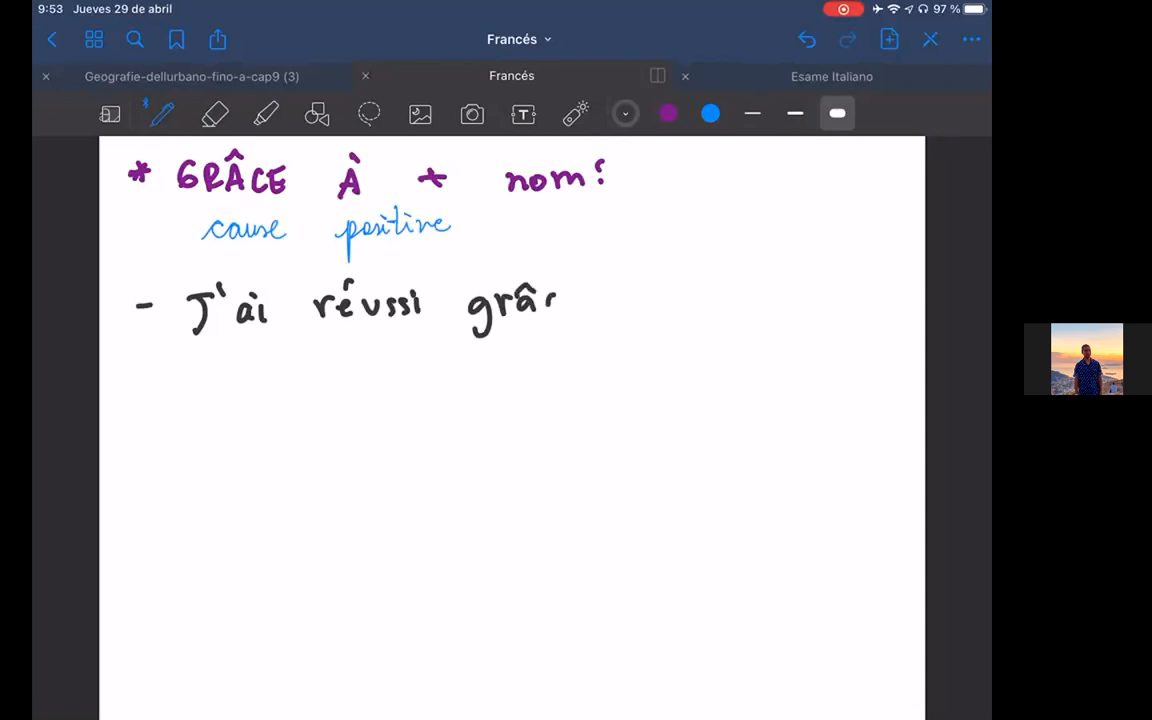 9:53 Jueves 29 de abril 97 %
Francés
Geografie-dellurbano-fino-a-cap9 (3) Francés Esame Italiano
* GRÂCE À + nom:
cause positive
- J'ai réussi grâc